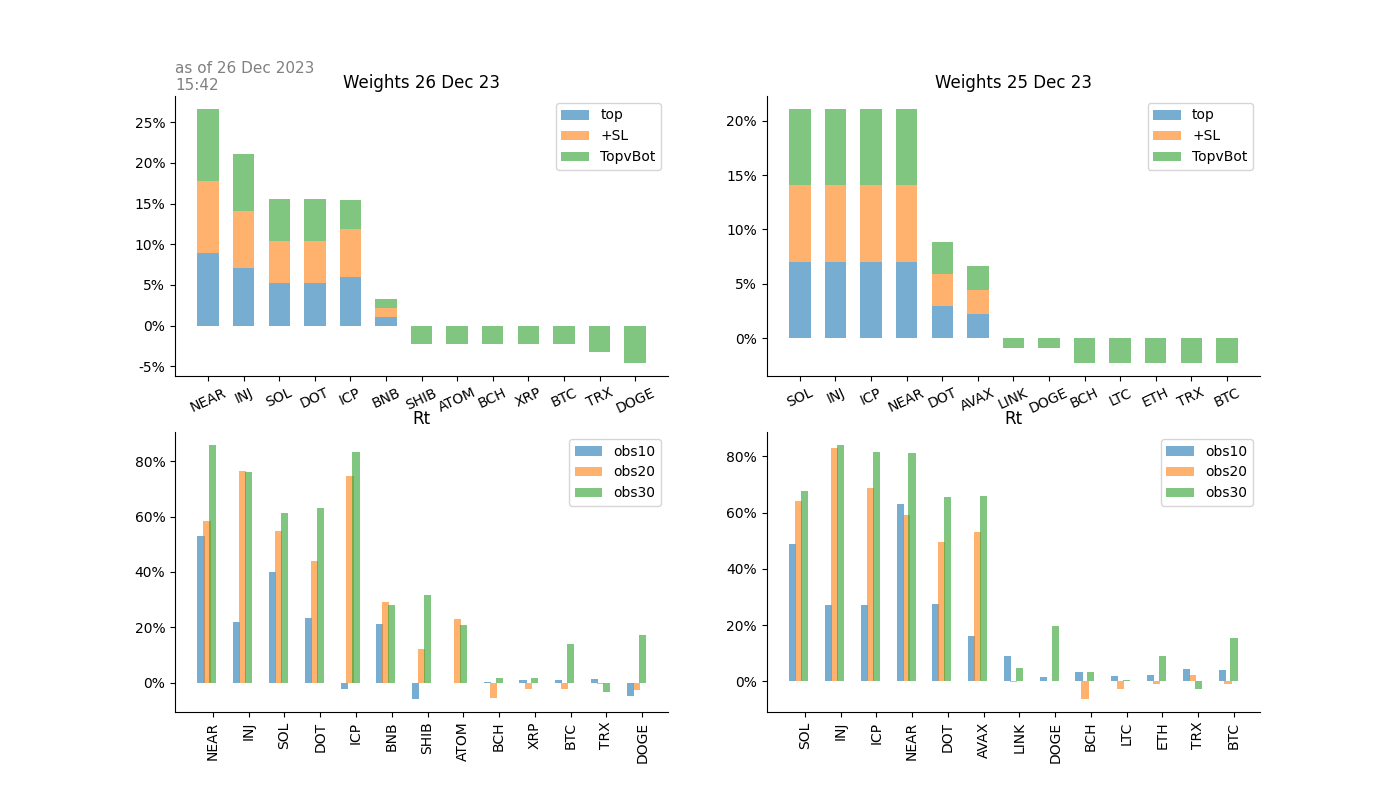 as of 26 Dec 2023
15:42
Weights 26 Dec 23
25%
20%
15%
10%
5%
0%
-5%
top
+SL
TopvBot
NEAR INJ SOL DOT ICP BNB SHIB ATOM BCH XRP BTC TRX DOGE
Weights 25 Dec 23
20%
15%
10%
5%
0%
top
+SL
TopvBot
SOL INJ ICP NEAR DOT AVAX LINK DOGE BCH LTC ETH TRX BTC
Rt
80%
60%
40%
20%
0%
obs10
obs20
obs30
NEAR INJ SOL DOT ICP BNB SHIB ATOM BCH XRP BTC TRX DOGE
Rt
80%
60%
40%
20%
0%
obs10
obs20
obs30
SOL INJ ICP NEAR DOT AVAX LINK DOGE BCH LTC ETH TRX BTC